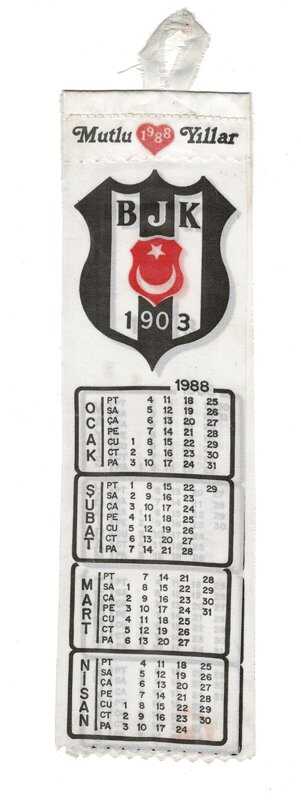 Mutlu 1988 Yıllar
BJK
1903
1988
OCAK
PT 4 11 18 25
SA 5 12 19 26
ÇA 6 13 20 27
PE 7 14 21 28
CU 1 8 15 22 29
CT 2 9 16 23 30
PA 3 10 17 24 31
ŞUBAT
PT 1 8 15 22 29
SA 2 9 16 23
ÇA 3 10 17 24
PE 4 11 18 25
CU 5 12 19 26
CT 6 13 20 27
PA 7 14 21 28
MART
PT 7 14 21 28
SA 1 8 15 22 29
ÇA 2 9 16 23 30
PE 3 10 17 24 31
CU 4 11 18 25
CT 5 12 19 26
PA 6 13 20 27
NİSAN
PT 4 11 18 25
SA 5 12 19 26
ÇA 6 13 20 27
PE 7 14 21 28
CU 1 8 15 22 29
CT 2 9 16 23 30
PA 3 10 17 24